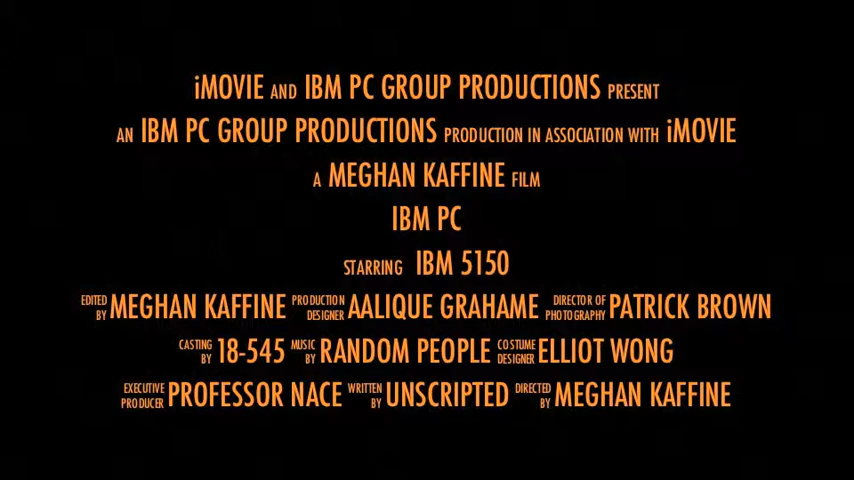 iMOVIE AND IBM PC GROUP PRODUCTIONS PRESENT
AN IBM PC GROUP PRODUCTIONS PRODUCTION IN ASSOCIATION WITH iMOVIE
A MEGHAN KAFFINE FILM
IBM PC
STARRING IBM 5150
EDITED BY MEGHAN KAFFINE PRODUCTION DESIGNER AALIQUE GRAHAME DIRECTOR OF PHOTOGRAPHY PATRICK BROWN
CASTING BY 18-545 MUSIC BY RANDOM PEOPLE COSTUME DESIGNER ELLIOT WONG
EXECUTIVE PRODUCER PROFESSOR NACE WRITTEN BY UNSCRIPTED DIRECTED BY MEGHAN KAFFINE